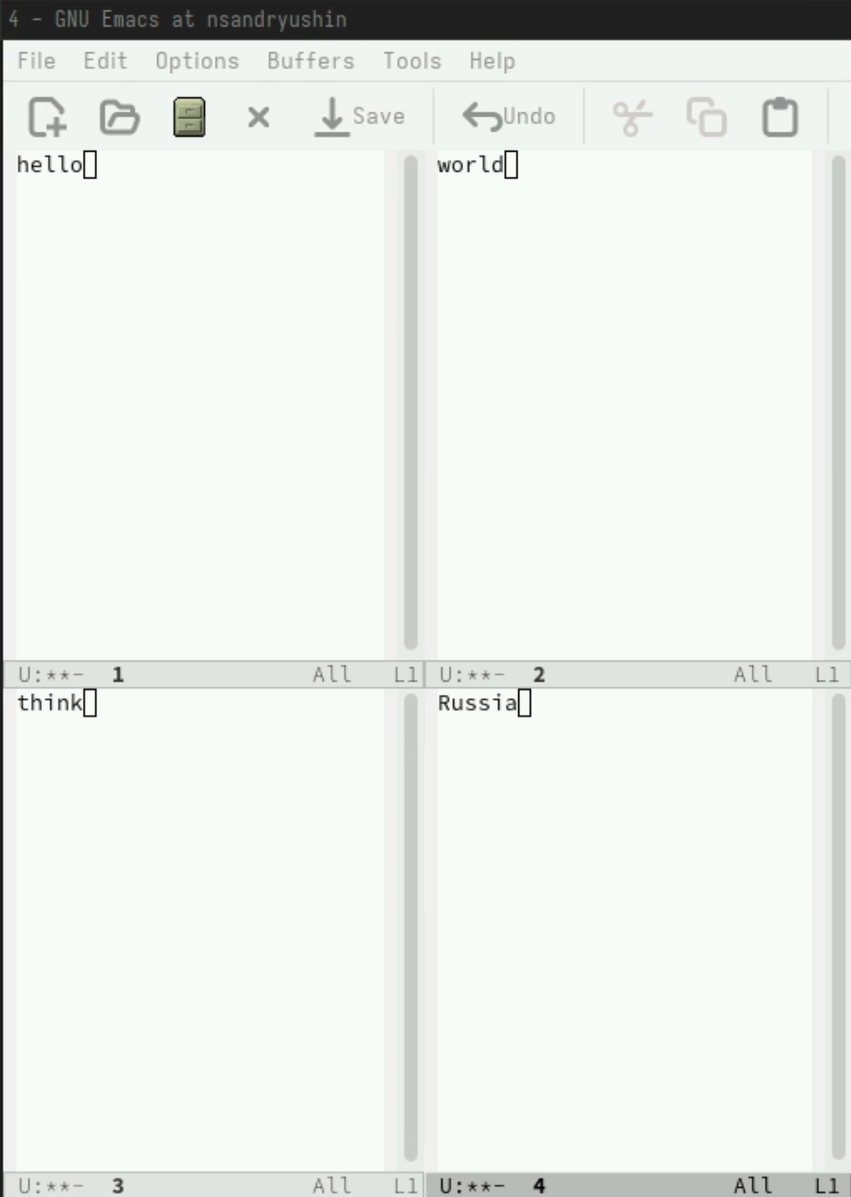 4 - GNU Emacs at nsandryushin
File Edit Options Buffers Tools Help
Save Undo
hello
U:**- 1 All L1
world
U:**- 2 All L1
think
U:**- 3 All L1
Russia
U:**- 4 All L1